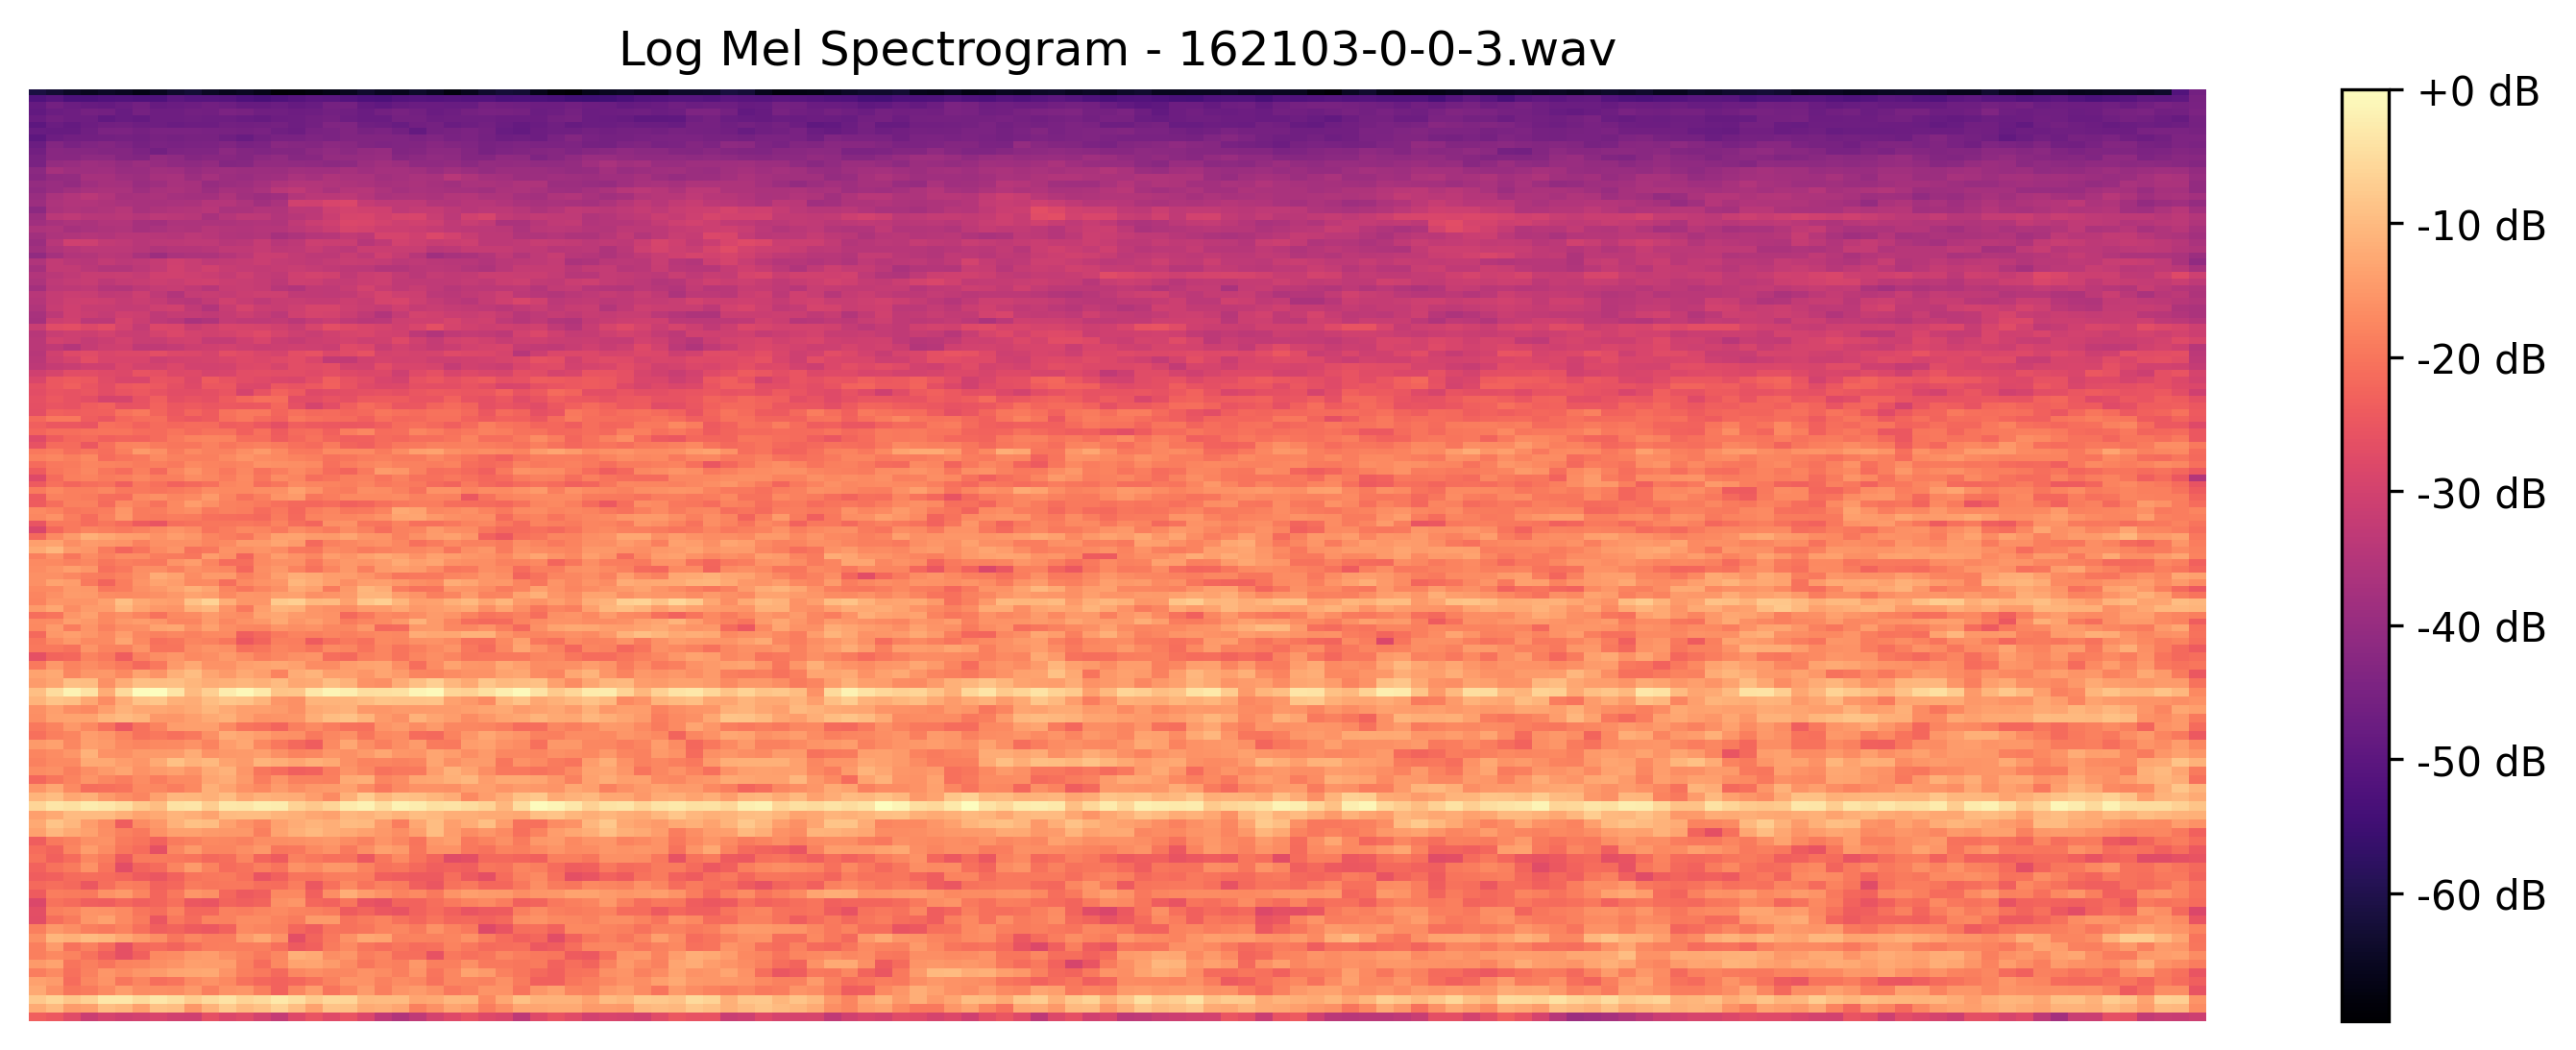 Log Mel Spectrogram - 162103-0-0-3.wav
+0 dB
-10 dB
-20 dB
-30 dB
-40 dB
-50 dB
-60 dB